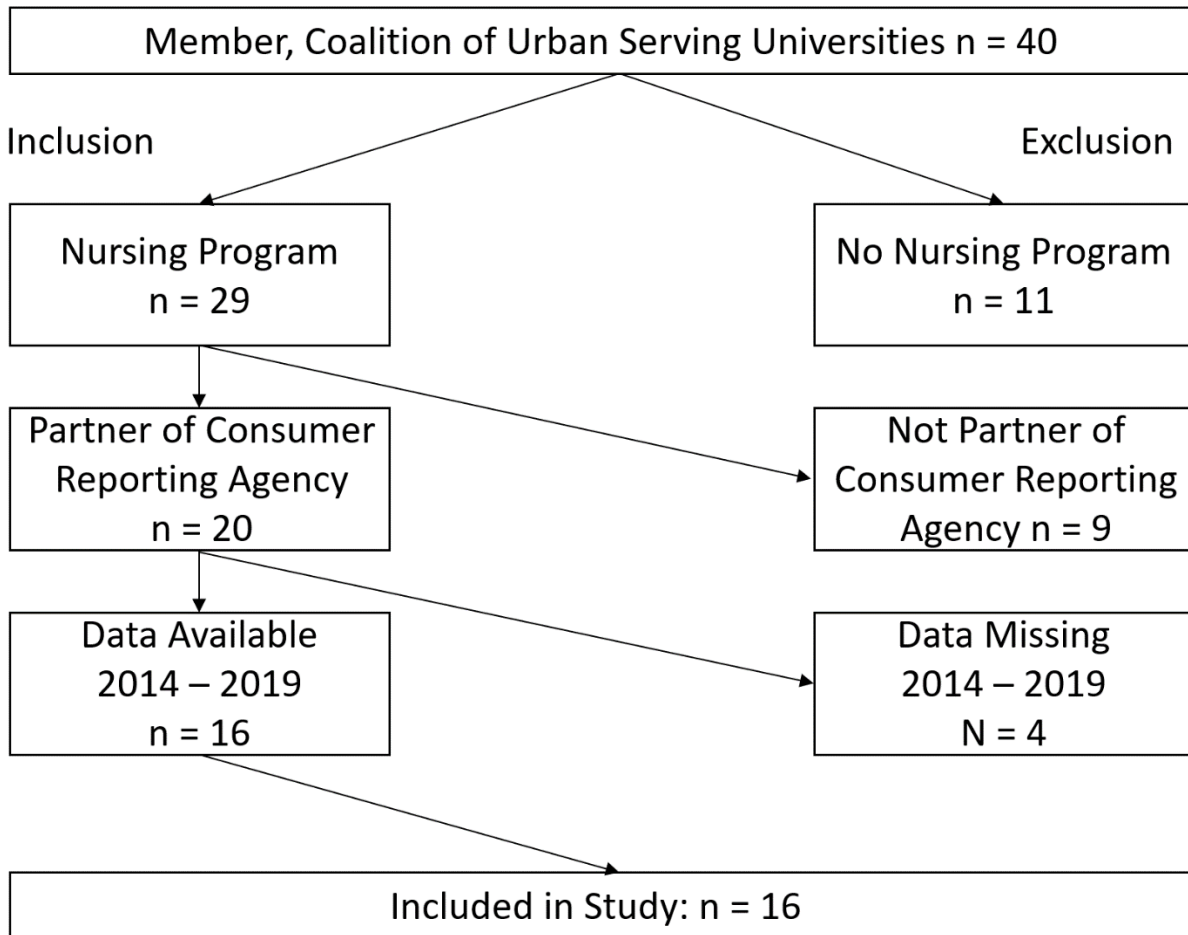 Member, Coalition of Urban Serving Universities n = 40
Inclusion
Exclusion
Nursing Program
n = 29
No Nursing Program
n = 11
Partner of Consumer
Reporting Agency
n = 20
Not Partner of
Consumer Reporting
Agency n = 9
Data Available
2014 – 2019
n = 16
Data Missing
2014 – 2019
N = 4
Included in Study: n = 16